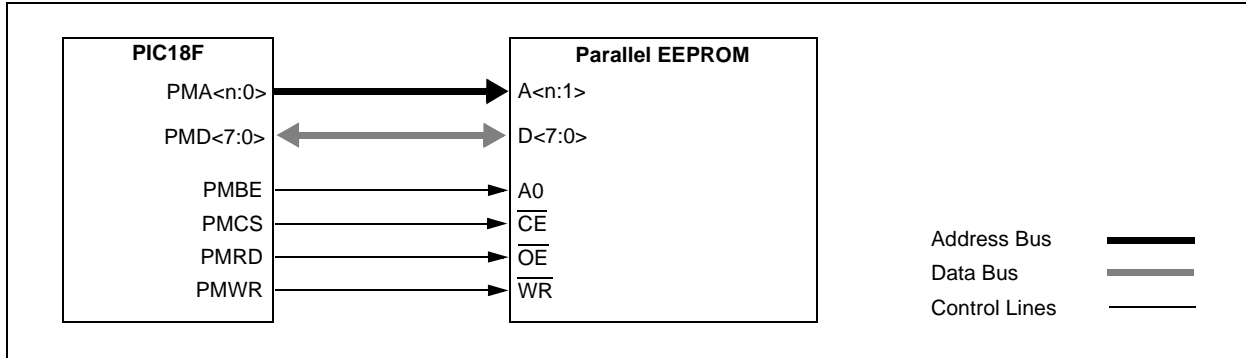 PIC18F
Parallel EEPROM
PMA<n:0>
A<n:1>
PMD<7:0>
D<7:0>
PMBE
A0
PMCS
CE
PMRD
OE
PMWR
WR
Address Bus
Data Bus
Control Lines